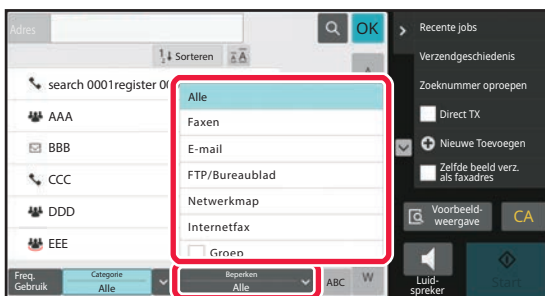 Adres
OK
Sorteren
search 0001register 00
AAA
BBB
CCC
DDD
EEE
Alle
Faxen
E-mail
FTP/Bureaublad
Netwerkmap
Internetfax
Groep
Freq.
Gebruik
Categorie
Alle
Beperken
Alle
ABC
W
Recente jobs
Verzendgeschiedenis
Zoeknummer oproepen
Direct TX
Nieuwe Toevoegen
Zelfde beeld verz.
als faxadres
Voorbeeld-
weergave
CA
Luid-
spreker
Start